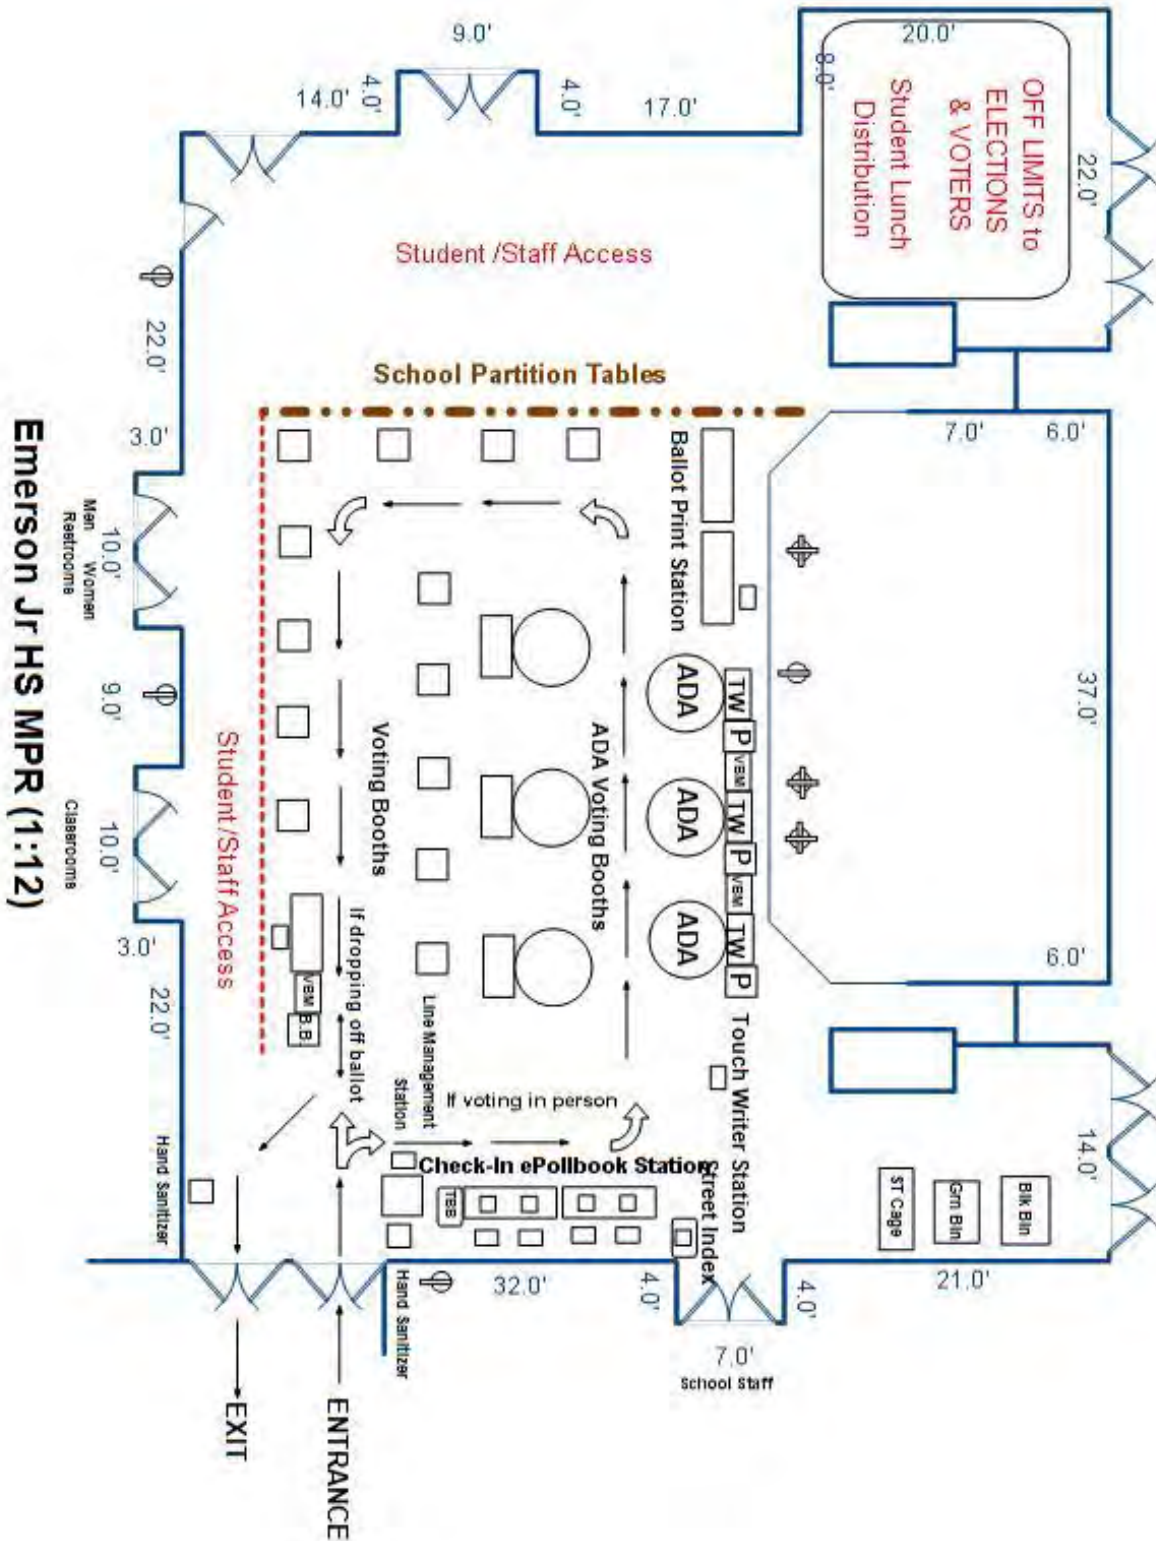 9.0'
14.0'
4.0'
4.0'
17.0'
20.0'
8.0'
22.0'
OFF LIMITS to
ELECTIONS
& VOTERS
Student Lunch
Distribution
Student /Staff Access
22.0'
School Partition Tables
3.0'
7.0'
6.0'
Ballot Print Station
Men Women
Restrooms
10.0'
9.0'
Classrooms
10.0'
3.0'
22.0'
Emerson Jr HS MPR (1:12)
Student /Staff Access
Voting Booths
ADA Voting Booths
ADA
ADA
ADA
TW
P
VBM
TW
P
VBM
TW
P
37.0'
6.0'
VBM
B.B.
If dropping off ballot
Line Management
Station
If voting in person
Touch Writer Station
Check-In ePollbook Station
TBB
Street Index
ST Cage
Grn Bin
Blk Bin
14.0'
21.0'
Hand Sanitizer
Hand Sanitizer
32.0'
4.0'
4.0'
7.0'
School Staff
EXIT
ENTRANCE